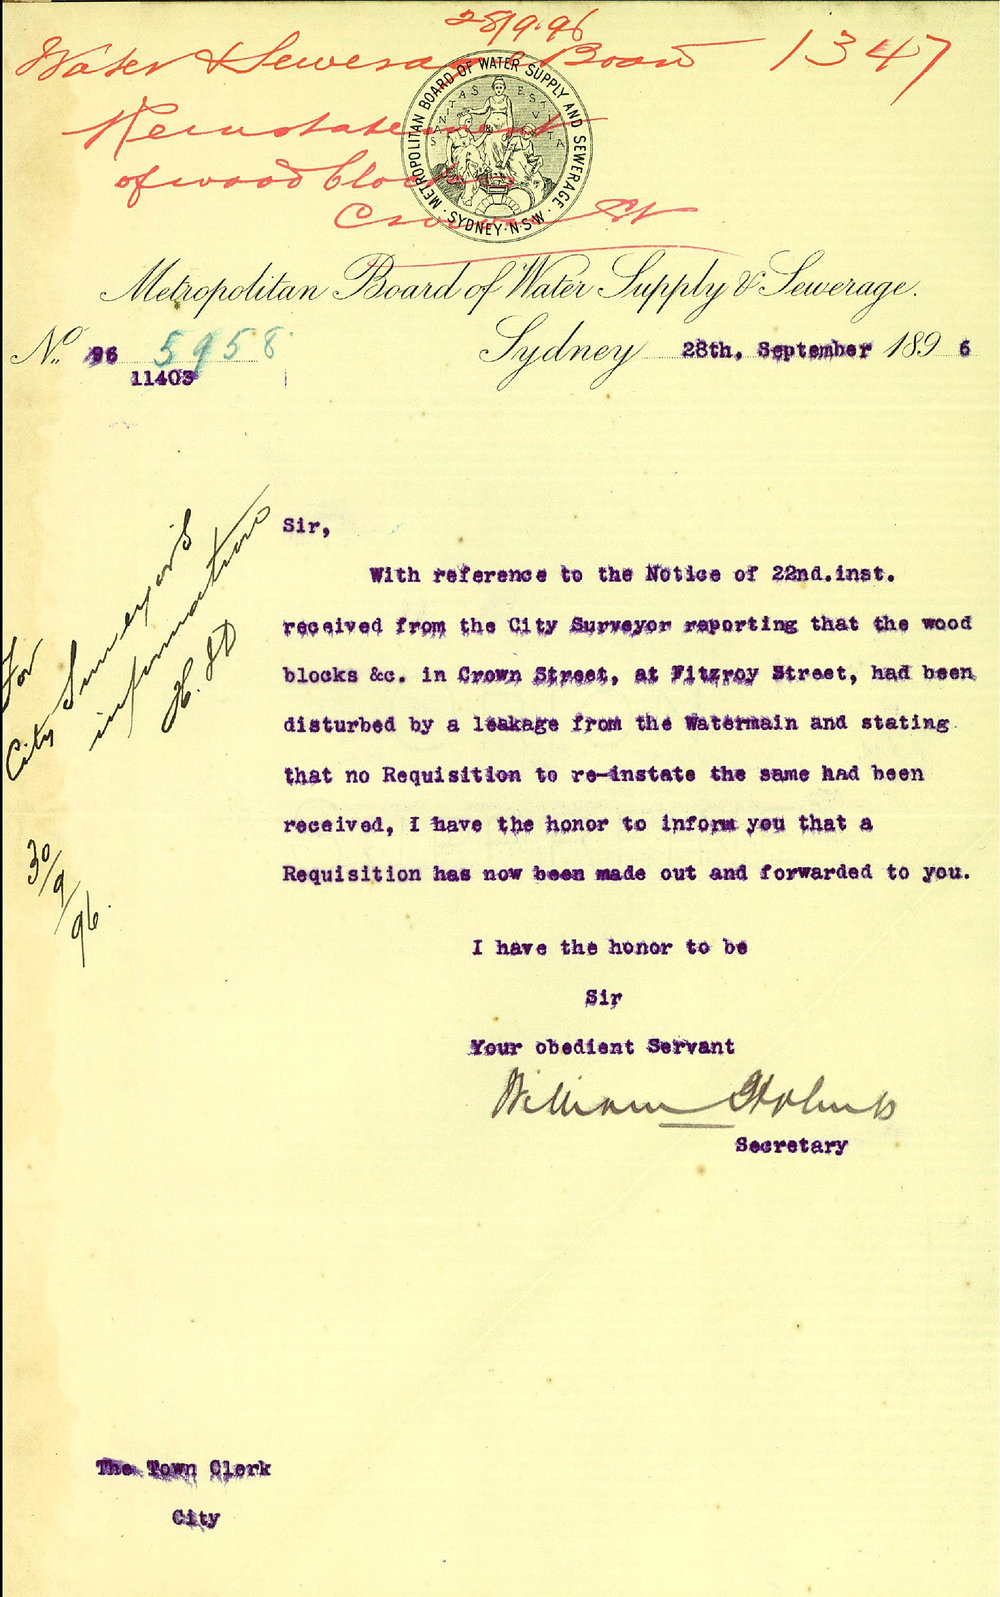 28/9.96
Water & Sewerage Board 1347
Reinstatement
of wood blocks
Crown St
METROPOLITAN BOARD OF WATER SUPPLY AND SEWERAGE.
· SYDNEY·N·S·W ·
Metropolitan Board of Water Supply & Sewerage.
No. 96 5958
11403
Sydney 28th, September 1896
For
City Surveyor's
information
30/9/96.
Sir,
With reference to the Notice of 22nd.inst.
received from the City Surveyor reporting that the wood
blocks &c. in Crown Street, at Fitzroy Street, had been
disturbed by a leakage from the Watermain and stating
that no Requisition to re-instate the same had been
received, I have the honor to inform you that a
Requisition has now been made out and forwarded to you.
I have the honor to be
Sir
Your obedient Servant
William Holmes
Secretary
The Town Clerk
City